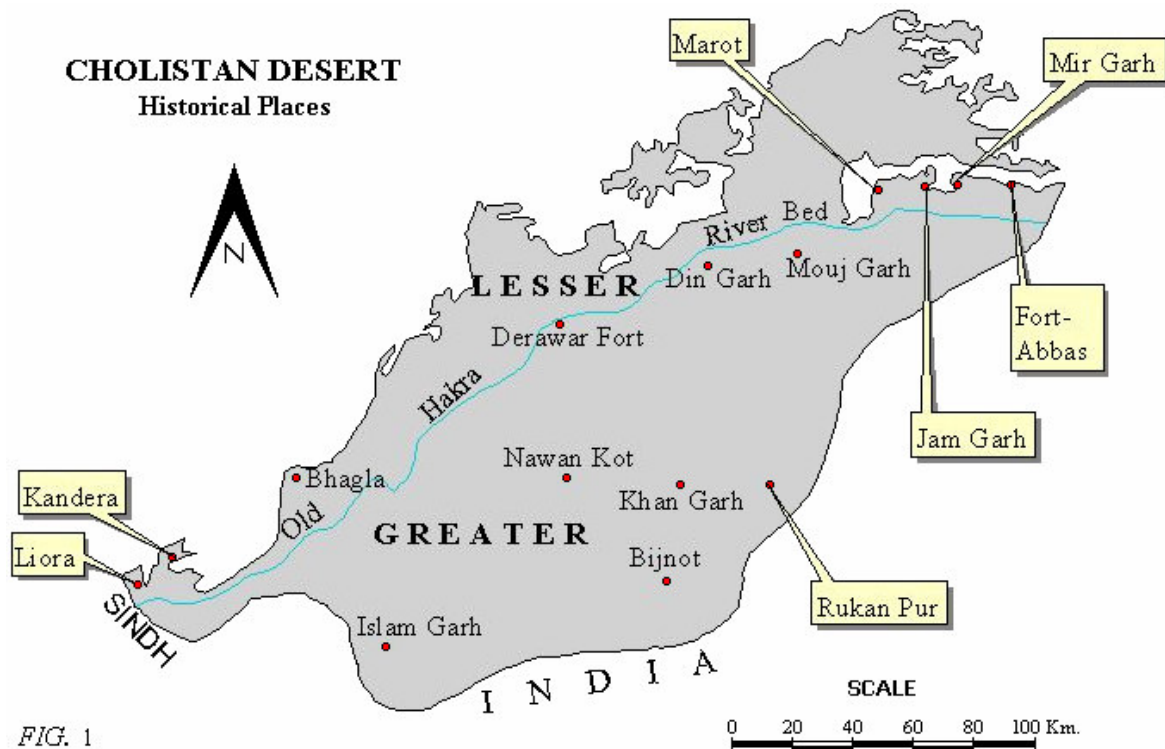 CHOLISTAN DESERT
Historical Places
Marot
Mir Garh
N
River Bed
LESSER
Din Garh
Mouj Garh
Derawar Fort
Fort-
Abbas
Hakra
Jam Garh
Nawan Kot
Bhagla
Khan Garh
Kandera
Old
GREATER
Liora
Bijnot
Rukan Pur
SINDH
Islam Garh
INDIA
SCALE
0 20 40 60 80 100 Km.
FIG. 1